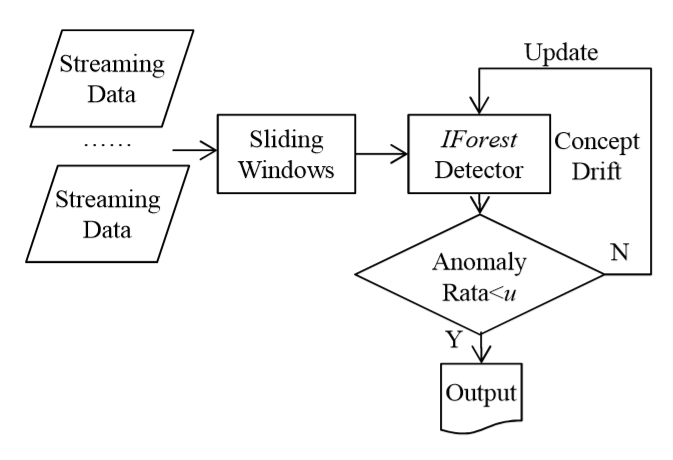 Streaming
Data
......
Streaming
Data
Sliding
Windows
Update
IForest
Detector
Concept
Drift
Anomaly
Rata<u
N
Y
Output